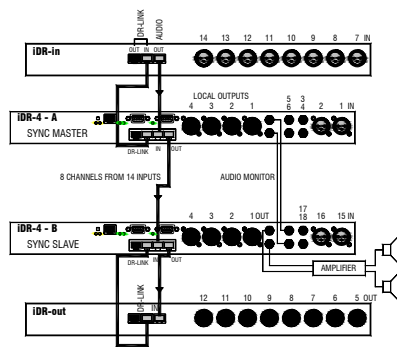 DR-LINK
AUDIO
OUT IN OUT
iDR-in
14 13 12 11 10 9 8 7 IN
LOCAL OUTPUTS
iDR-4 - A
SYNC MASTER
4 3 2 1
5 3
6 4
2 1 IN
DR-LINK IN OUT
8 CHANNELS FROM 14 INPUTS
AUDIO MONITOR
iDR-4 - B
SYNC SLAVE
4 3 2 1 OUT
17
18
16 15 IN
DR-LINK IN OUT
AMPLIFIER
iDR-out
DR-LINK
IN
12 11 10 9 8 7 6 5 OUT